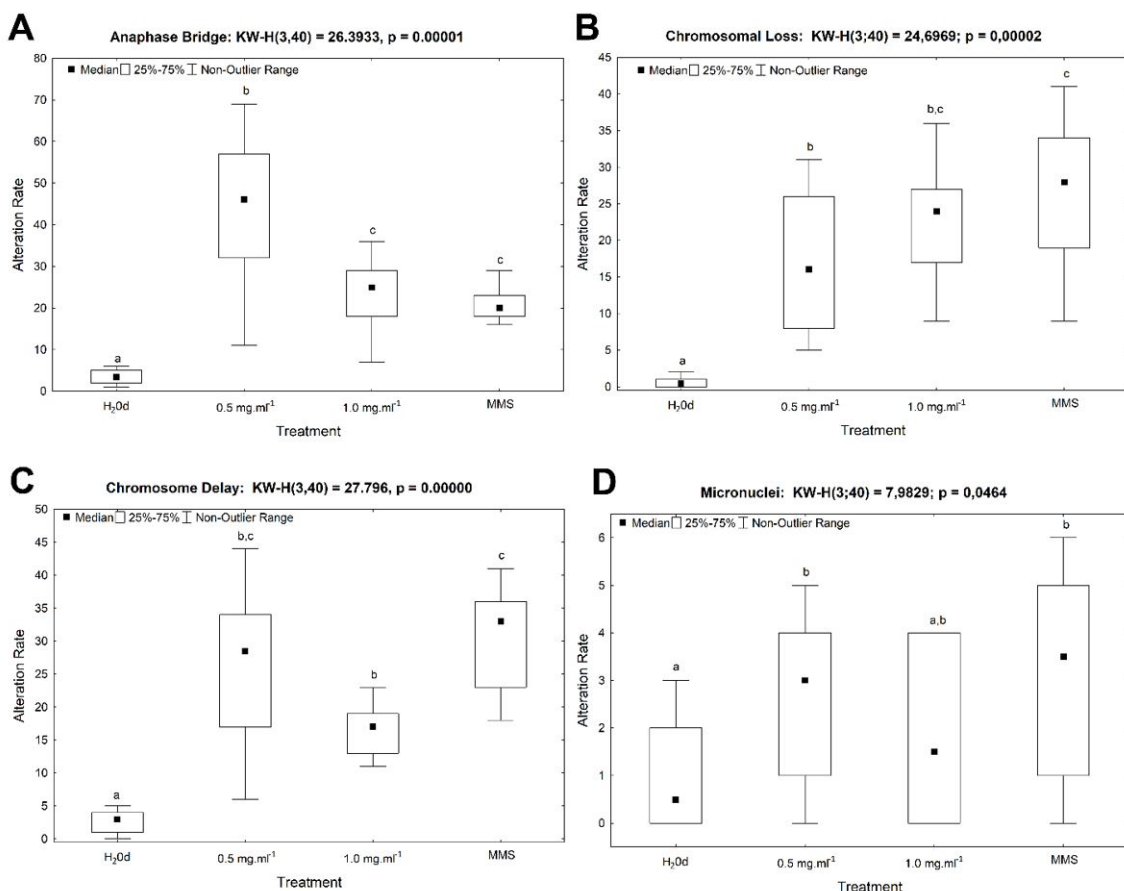 A
Anaphase Bridge: KW-H(3,40) = 26.3933, p = 0.00001
■ Median □ 25%-75% ⌶ Non-Outlier Range
80
70
60
50
40
30
20
10
0
Alteration Rate
a
b
c
c
H₂0d
0.5 mg.ml⁻¹
1.0 mg.ml⁻¹
MMS
Treatment
B
Chromosomal Loss: KW-H(3;40) = 24,6969; p = 0,00002
■ Median □ 25%-75% ⌶ Non-Outlier Range
45
40
35
30
25
20
15
10
5
0
Alteration Rate
a
b
b,c
c
H₂0d
0.5 mg.ml⁻¹
1.0 mg.ml⁻¹
MMS
Treatment
C
Chromosome Delay: KW-H(3,40) = 27.796, p = 0.00000
■ Median □ 25%-75% ⌶ Non-Outlier Range
50
45
40
35
30
25
20
15
10
5
0
Alteration Rate
a
b,c
b
c
H₂0d
0.5 mg.ml⁻¹
1.0 mg.ml⁻¹
MMS
Treatment
D
Micronuclei: KW-H(3;40) = 7,9829; p = 0,0464
■ Median □ 25%-75% ⌶ Non-Outlier Range
6
5
4
3
2
1
0
Alteration Rate
a
b
a,b
b
H₂0d
0.5 mg.ml⁻¹
1.0 mg.ml⁻¹
MMS
Treatment